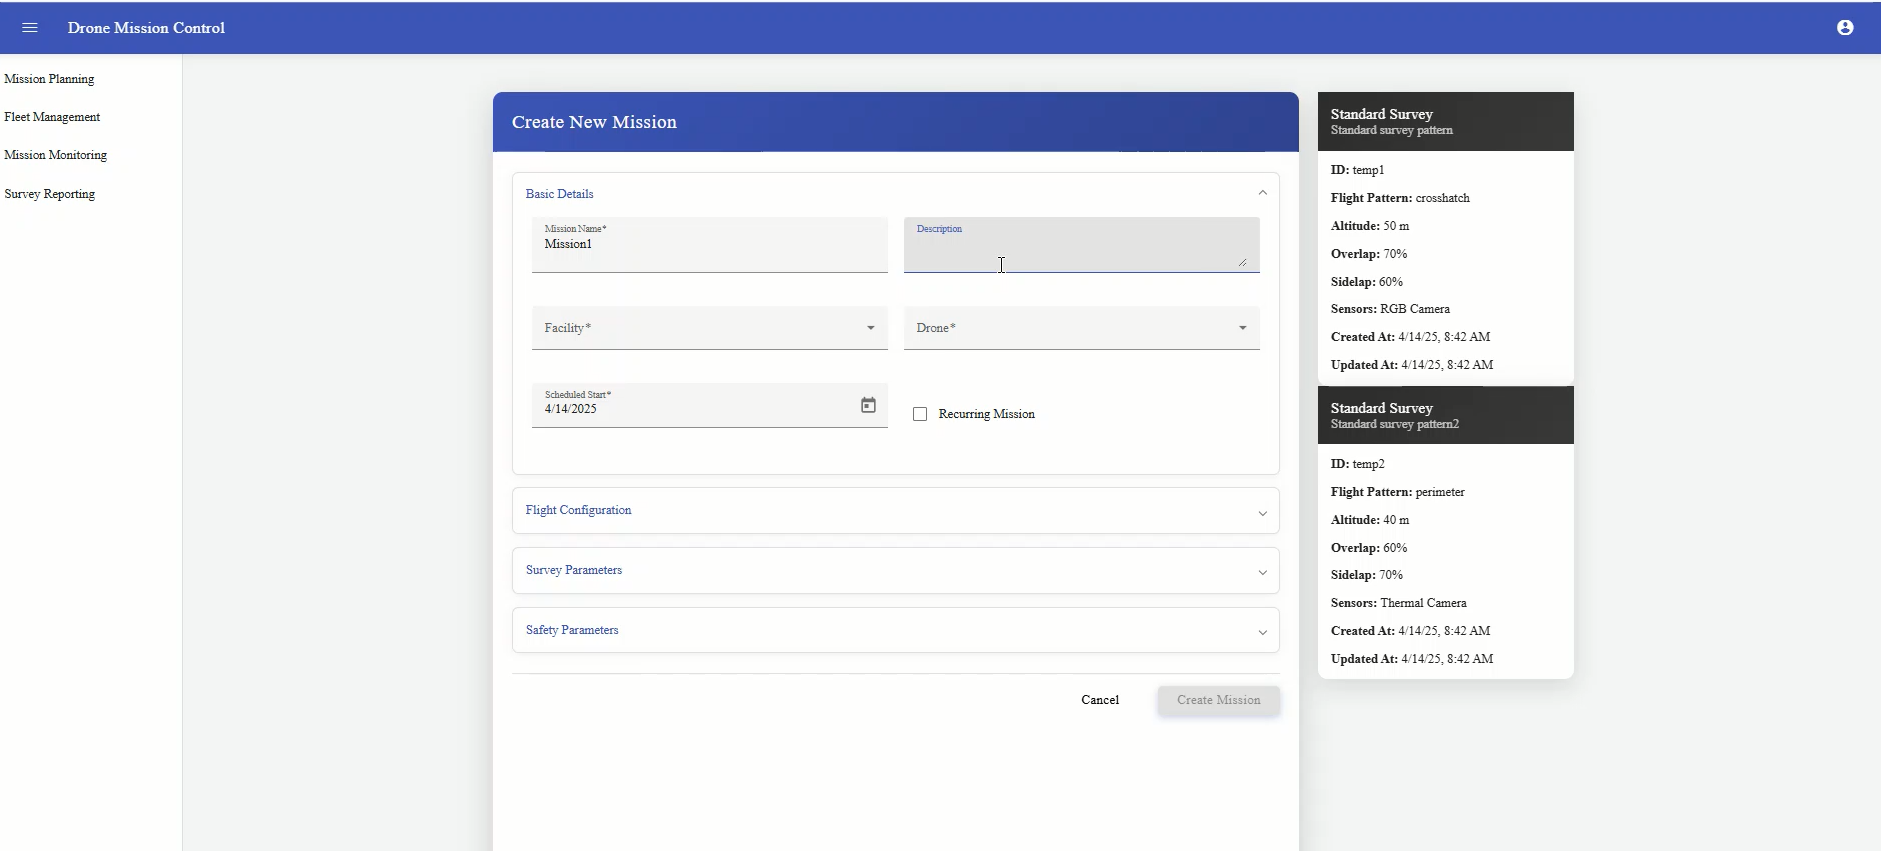 Drone Mission Control
Mission Planning
Fleet Management
Mission Monitoring
Survey Reporting
Create New Mission
Basic Details
Mission Name*
Mission1
Description
Facility*
Drone*
Scheduled Start*
4/14/2025
Recurring Mission
Flight Configuration
Survey Parameters
Safety Parameters
Cancel
Create Mission
Standard Survey
Standard survey pattern
ID: temp1
Flight Pattern: crosshatch
Altitude: 50 m
Overlap: 70%
Sidelap: 60%
Sensors: RGB Camera
Created At: 4/14/25, 8:42 AM
Updated At: 4/14/25, 8:42 AM
Standard Survey
Standard survey pattern2
ID: temp2
Flight Pattern: perimeter
Altitude: 40 m
Overlap: 60%
Sidelap: 70%
Sensors: Thermal Camera
Created At: 4/14/25, 8:42 AM
Updated At: 4/14/25, 8:42 AM